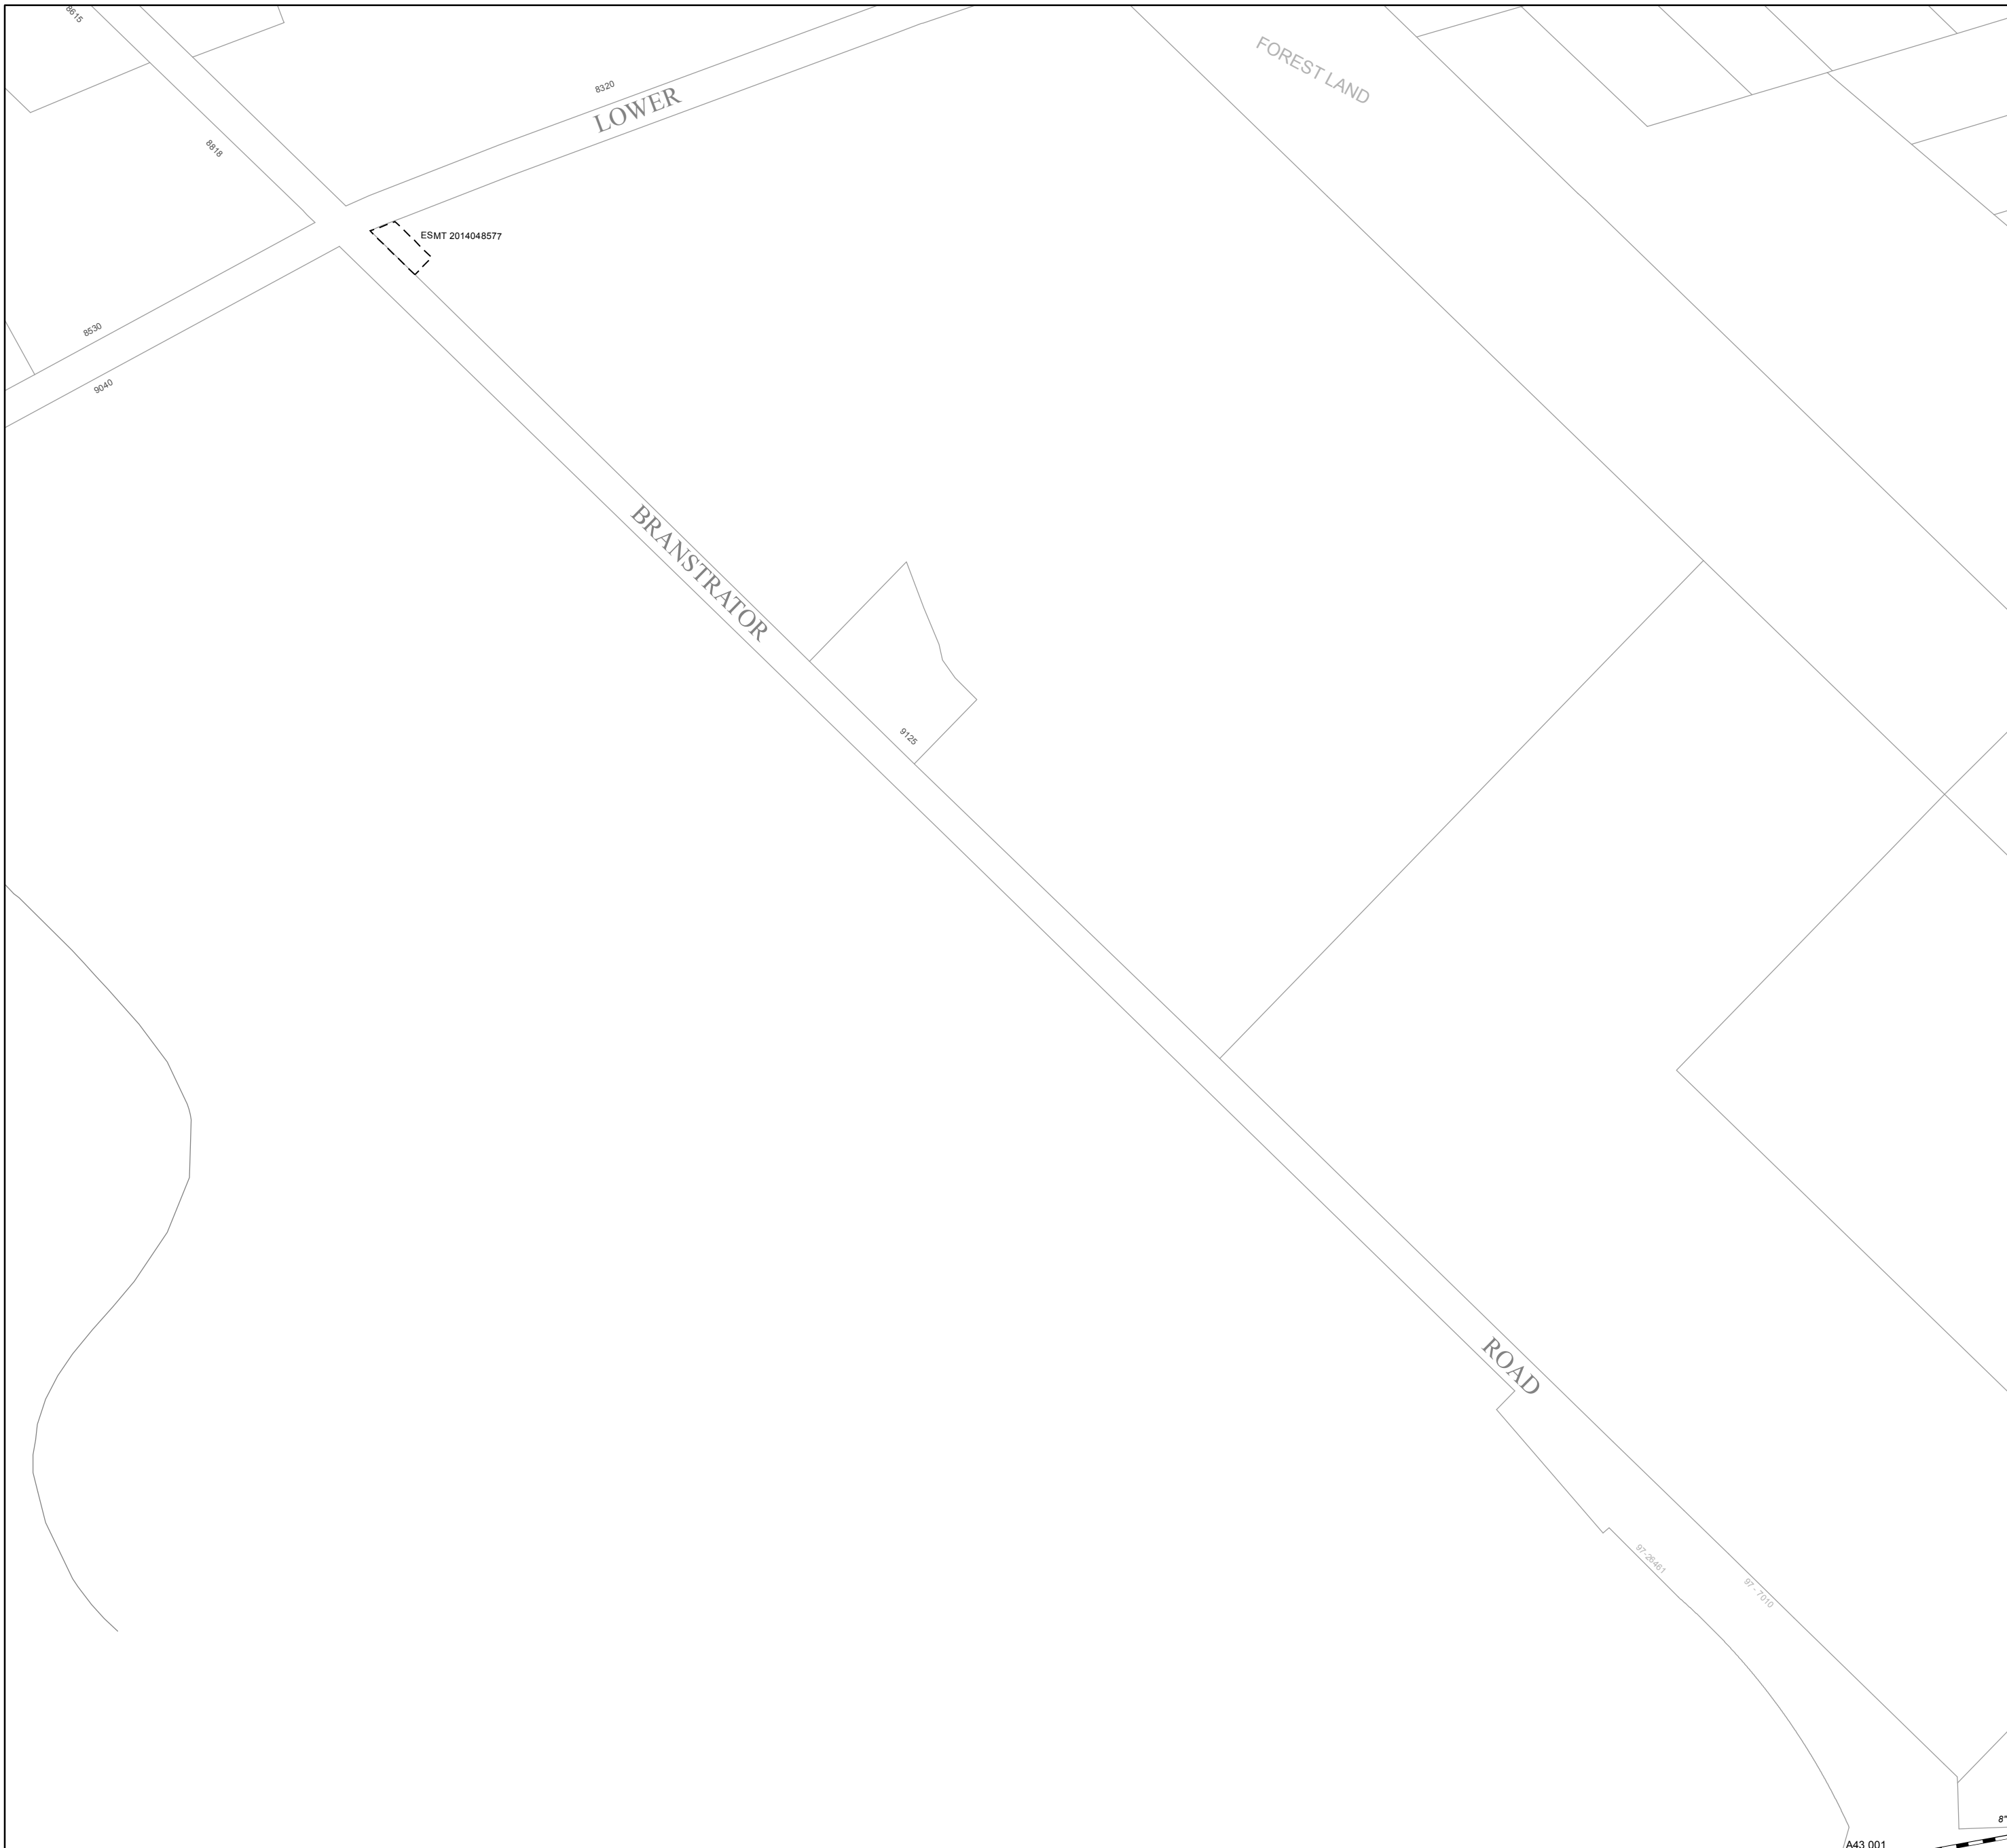 8615
FOREST LAND
8320
LOWER
8818
ESMT 2014048577
8530
9040
BRANSTRATOR
9125
ROAD
97-26461
97 - 7010
8"
A43 001